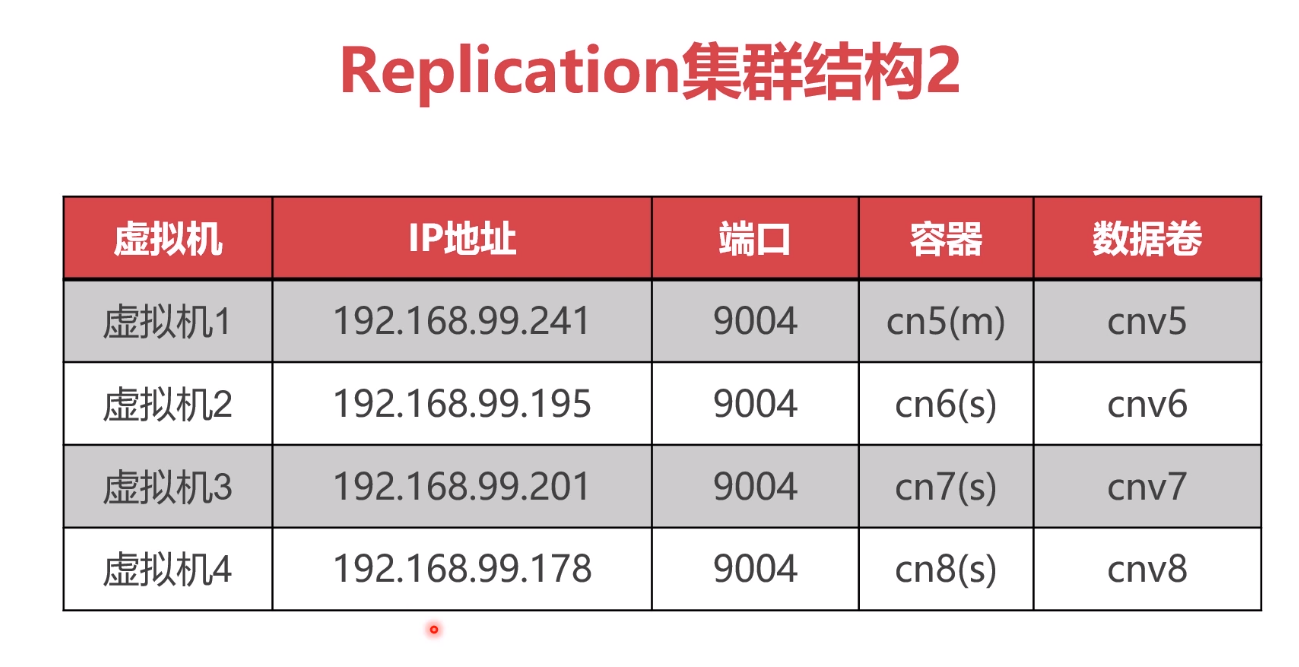 Replication集群结构2
虚拟机 IP地址 端口 容器 数据卷
虚拟机1 192.168.99.241 9004 cn5(m) cnv5
虚拟机2 192.168.99.195 9004 cn6(s) cnv6
虚拟机3 192.168.99.201 9004 cn7(s) cnv7
虚拟机4 192.168.99.178 9004 cn8(s) cnv8